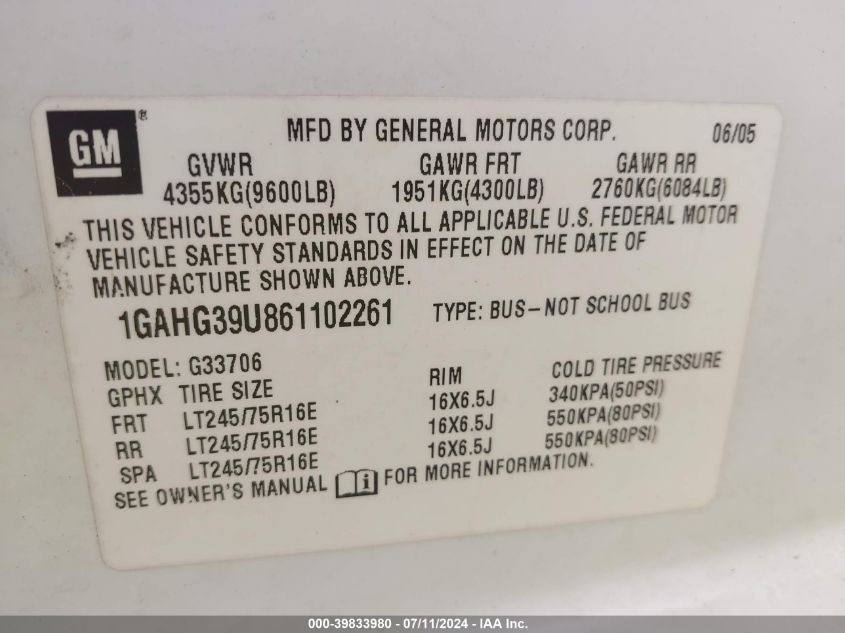 GM ® MFD BY GENERAL MOTORS CORP. 06/05
GVWR GAWR FRT GAWR RR
4355KG(9600LB) 1951KG(4300LB) 2760KG(6084LB)
THIS VEHICLE CONFORMS TO ALL APPLICABLE U.S. FEDERAL MOTOR
VEHICLE SAFETY STANDARDS IN EFFECT ON THE DATE OF
MANUFACTURE SHOWN ABOVE.
1GAHG39U861102261 TYPE: BUS-NOT SCHOOL BUS
MODEL: G33706
GPHX TIRE SIZE RIM COLD TIRE PRESSURE
FRT LT245/75R16E 16X6.5J 340KPA(50PSI)
RR LT245/75R16E 16X6.5J 550KPA(80PSI)
SPA LT245/75R16E 16X6.5J 550KPA(80PSI)
SEE OWNER'S MANUAL FOR MORE INFORMATION.
000-39833980 - 07/11/2024 - IAA Inc.